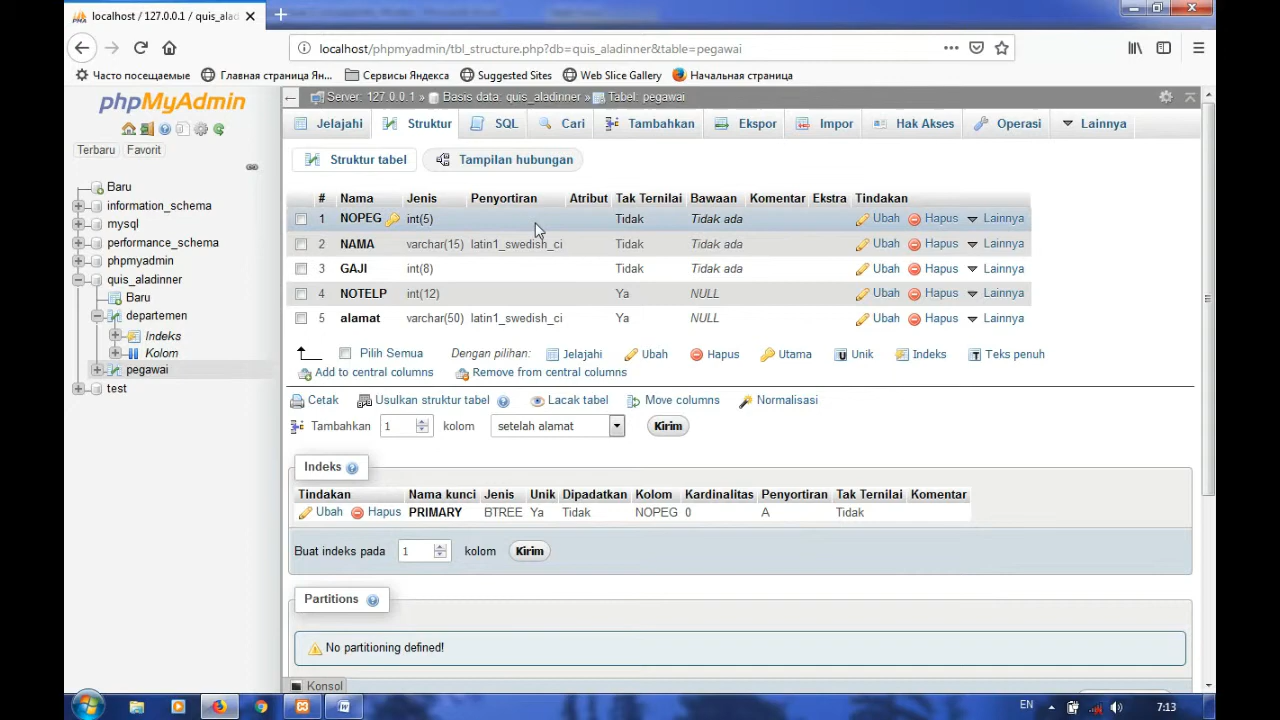 localhost / 127.0.0.1 / quis_alad
localhost/phpmyadmin/tbl_structure.php?db=quis_aladinner&table=pegawai
Часто посещаемые Главная страница Ян... Сервисы Яндекса Suggested Sites Web Slice Gallery Начальная страница
phpMyAdmin
Terbaru Favorit
Baru
information_schema
mysql
performance_schema
phpmyadmin
quis_aladinner
Baru
departemen
Indeks
Kolom
pegawai
test
Server: 127.0.0.1 » Basis data: quis_aladinner » Tabel: pegawai
Jelajahi Struktur SQL Cari Tambahkan Ekspor Impor Hak Akses Operasi Lainnya
Struktur tabel Tampilan hubungan
# Nama Jenis Penyortiran Atribut Tak Ternilai Bawaan Komentar Ekstra Tindakan
1 NOPEG int(5) Tidak Tidak ada Ubah Hapus Lainnya
2 NAMA varchar(15) latin1_swedish_ci Tidak Tidak ada Ubah Hapus Lainnya
3 GAJI int(8) Tidak Tidak ada Ubah Hapus Lainnya
4 NOTELP int(12) Ya NULL Ubah Hapus Lainnya
5 alamat varchar(50) latin1_swedish_ci Ya NULL Ubah Hapus Lainnya
Pilih Semua Dengan pilihan: Jelajahi Ubah Hapus Utama Unik Indeks Teks penuh
Add to central columns Remove from central columns
Cetak Usulkan struktur tabel Lacak tabel Move columns Normalisasi
Tambahkan 1 kolom setelah alamat Kirim
Indeks
Tindakan Nama kunci Jenis Unik Dipadatkan Kolom Kardinalitas Penyortiran Tak Ternilai Komentar
Ubah Hapus PRIMARY BTREE Ya Tidak NOPEG 0 A Tidak
Buat indeks pada 1 kolom Kirim
Partitions
No partitioning defined!
Konsol
EN 7:13